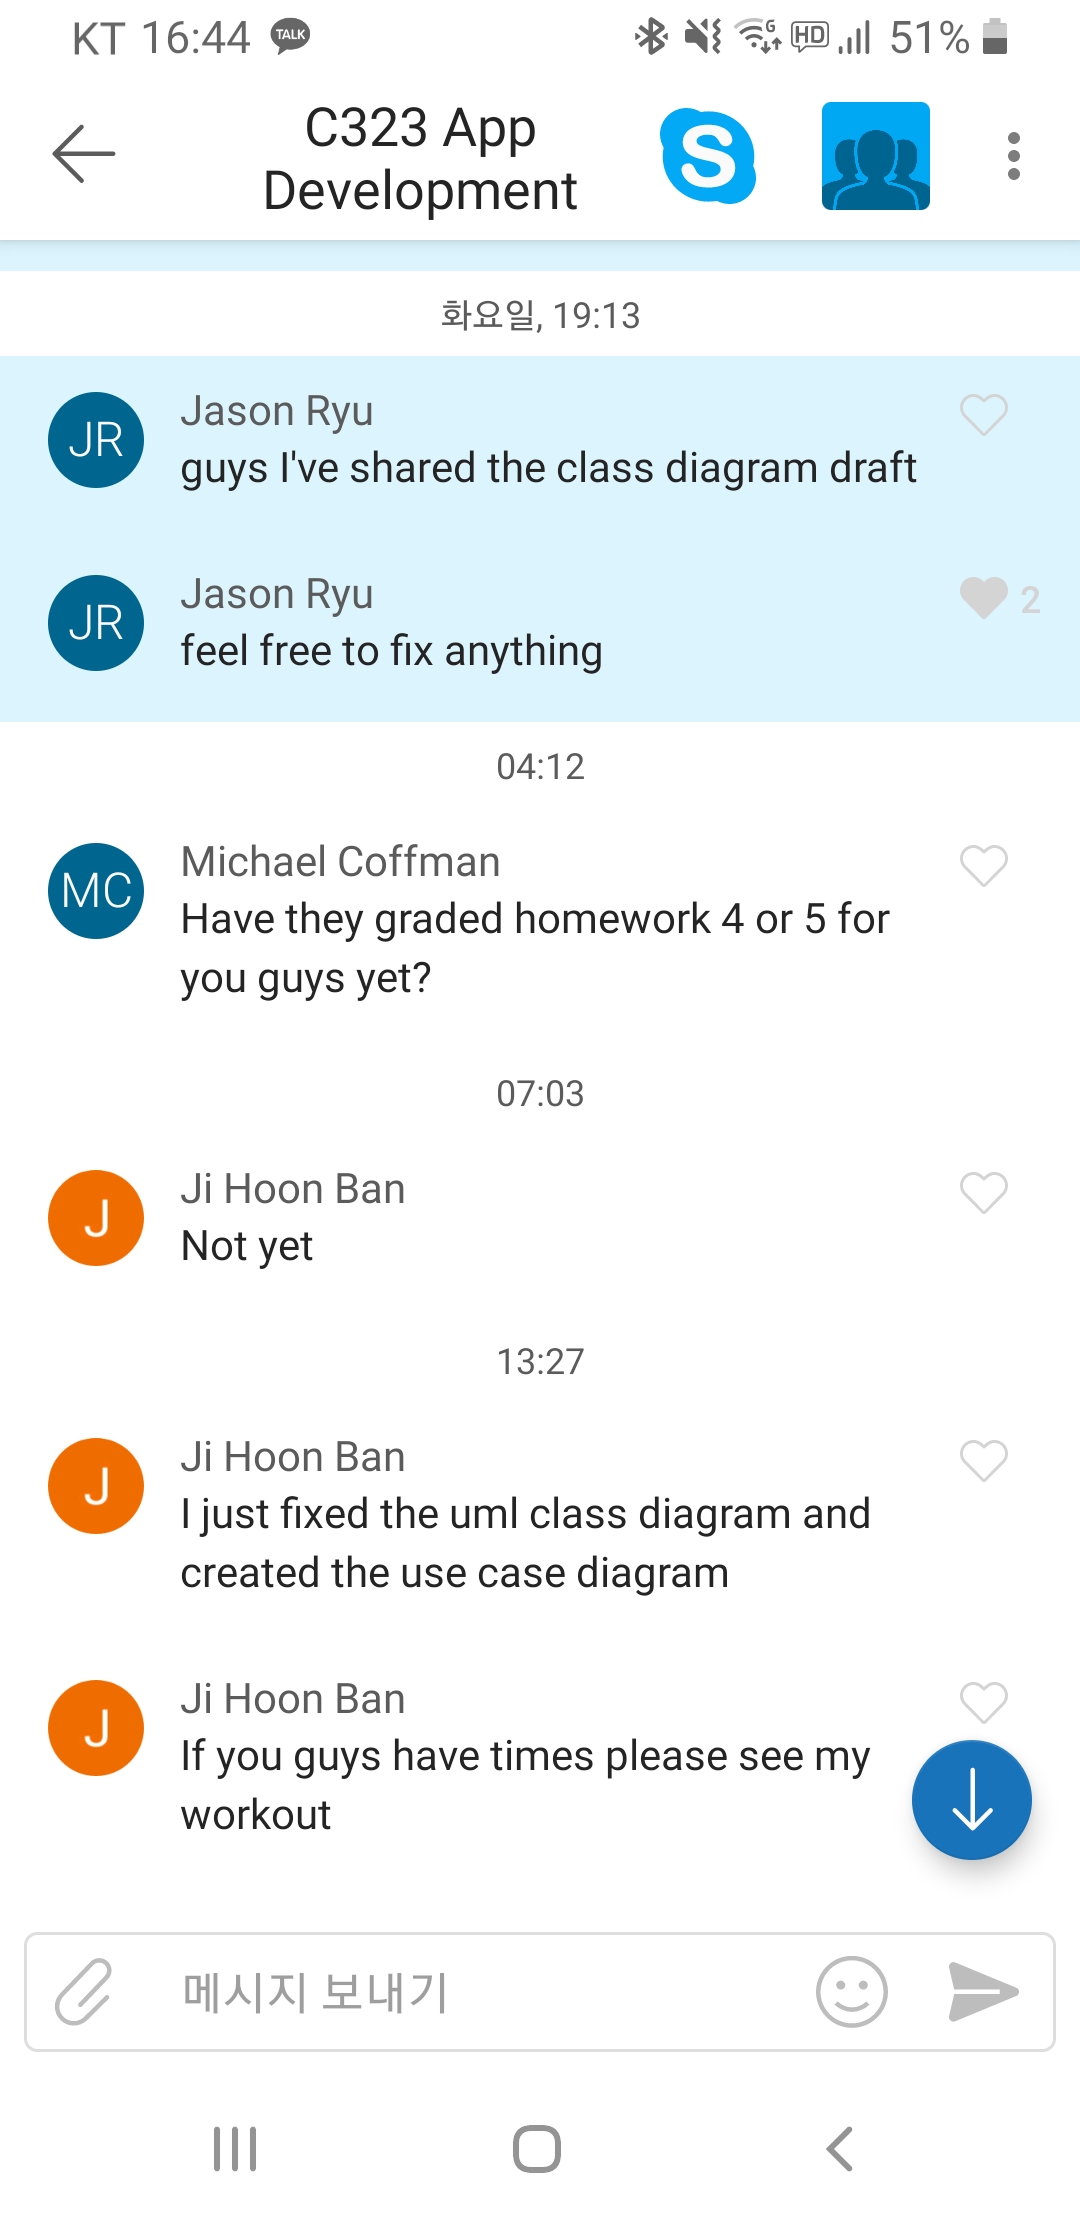 KT 16:44 TALK G HD 51%
C323 App
Development
S
화요일, 19:13
JR
Jason Ryu
guys I've shared the class diagram draft
JR
Jason Ryu
2
feel free to fix anything
04:12
MC
Michael Coffman
Have they graded homework 4 or 5 for
you guys yet?
07:03
J
Ji Hoon Ban
Not yet
13:27
J
Ji Hoon Ban
I just fixed the uml class diagram and
created the use case diagram
J
Ji Hoon Ban
If you guys have times please see my
workout
메시지 보내기